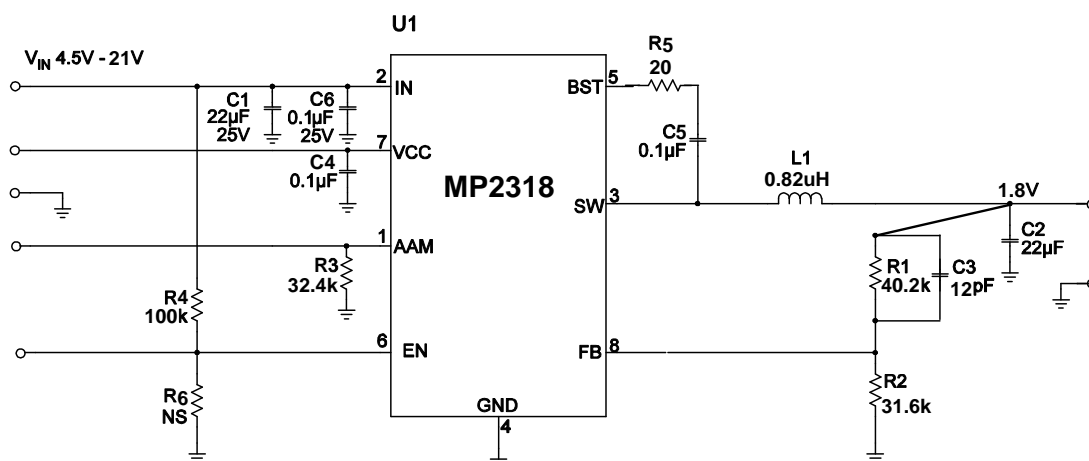 U1
V_IN 4.5V - 21V
2
IN
C1
22µF
25V
C6
0.1µF
25V
7
VCC
C4
0.1µF
MP2318
1
AAM
R3
32.4k
R4
100k
6
EN
R6
NS
GND
4
BST
5
R5
20
C5
0.1µF
SW
3
L1
0.82uH
1.8V
C2
22µF
R1
40.2k
C3
12pF
FB
8
R2
31.6k